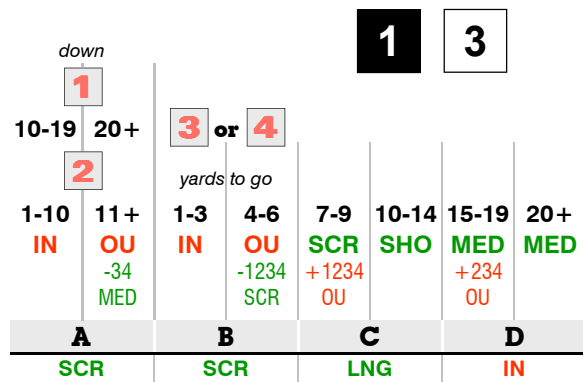 1 3
down
1
10-19 20+ 3 or 4
2 yards to go
1-10 11+ 1-3 4-6 7-9 10-14 15-19 20+
IN OU IN OU SCR SHO MED MED
-34 -1234 +1234 +234
MED SCR OU OU
A B C D
SCR SCR LNG IN